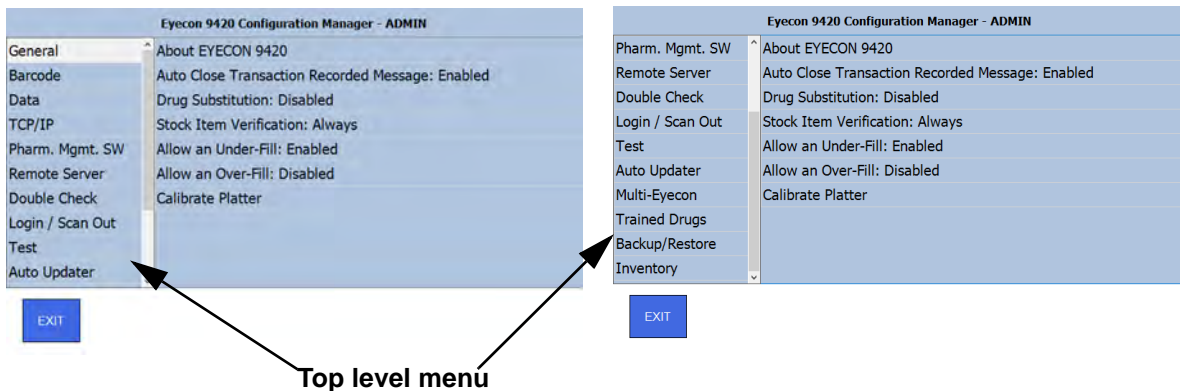 Eyecon 9420 Configuration Manager - ADMIN
General
Barcode
Data
TCP/IP
Pharm. Mgmt. SW
Remote Server
Double Check
Login / Scan Out
Test
Auto Updater
About EYECON 9420
Auto Close Transaction Recorded Message: Enabled
Drug Substitution: Disabled
Stock Item Verification: Always
Allow an Under-Fill: Enabled
Allow an Over-Fill: Disabled
Calibrate Platter
EXIT
Eyecon 9420 Configuration Manager - ADMIN
Pharm. Mgmt. SW
Remote Server
Double Check
Login / Scan Out
Test
Auto Updater
Multi-Eyecon
Trained Drugs
Backup/Restore
Inventory
About EYECON 9420
Auto Close Transaction Recorded Message: Enabled
Drug Substitution: Disabled
Stock Item Verification: Always
Allow an Under-Fill: Enabled
Allow an Over-Fill: Disabled
Calibrate Platter
EXIT
Top level menu